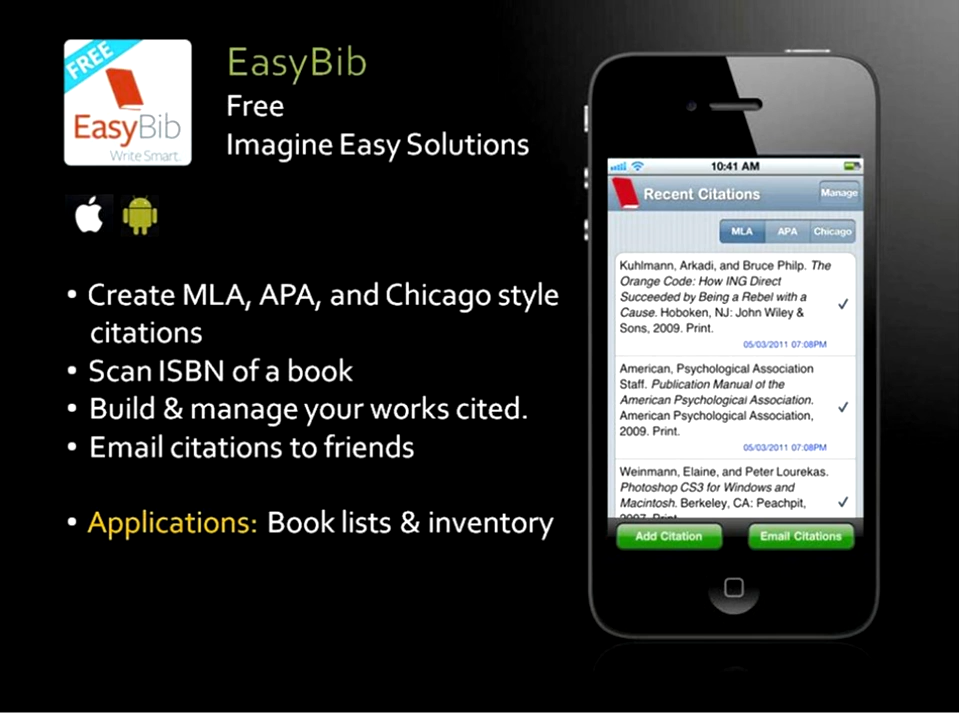 FREE
EasyBib
Write Smart
EasyBib
Free
Imagine Easy Solutions
• Create MLA, APA, and Chicago style
citations
• Scan ISBN of a book
• Build & manage your works cited.
• Email citations to friends
• Applications: Book lists & inventory
10:41 AM
Recent Citations
Manage
MLA APA Chicago
Kuhlmann, Arkadi, and Bruce Philp. The
Orange Code: How ING Direct
Succeeded by Being a Rebel with a
Cause. Hoboken, NJ: John Wiley &
Sons, 2009. Print.
05/03/2011 07:08PM
American, Psychological Association
Staff. Publication Manual of the
American Psychological Association.
American Psychological Association,
2009. Print.
05/03/2011 07:08PM
Weinmann, Elaine, and Peter Lourekas.
Photoshop CS3 for Windows and
Macintosh. Berkeley, CA: Peachpit,
2007. Print
Add Citation
Email Citations